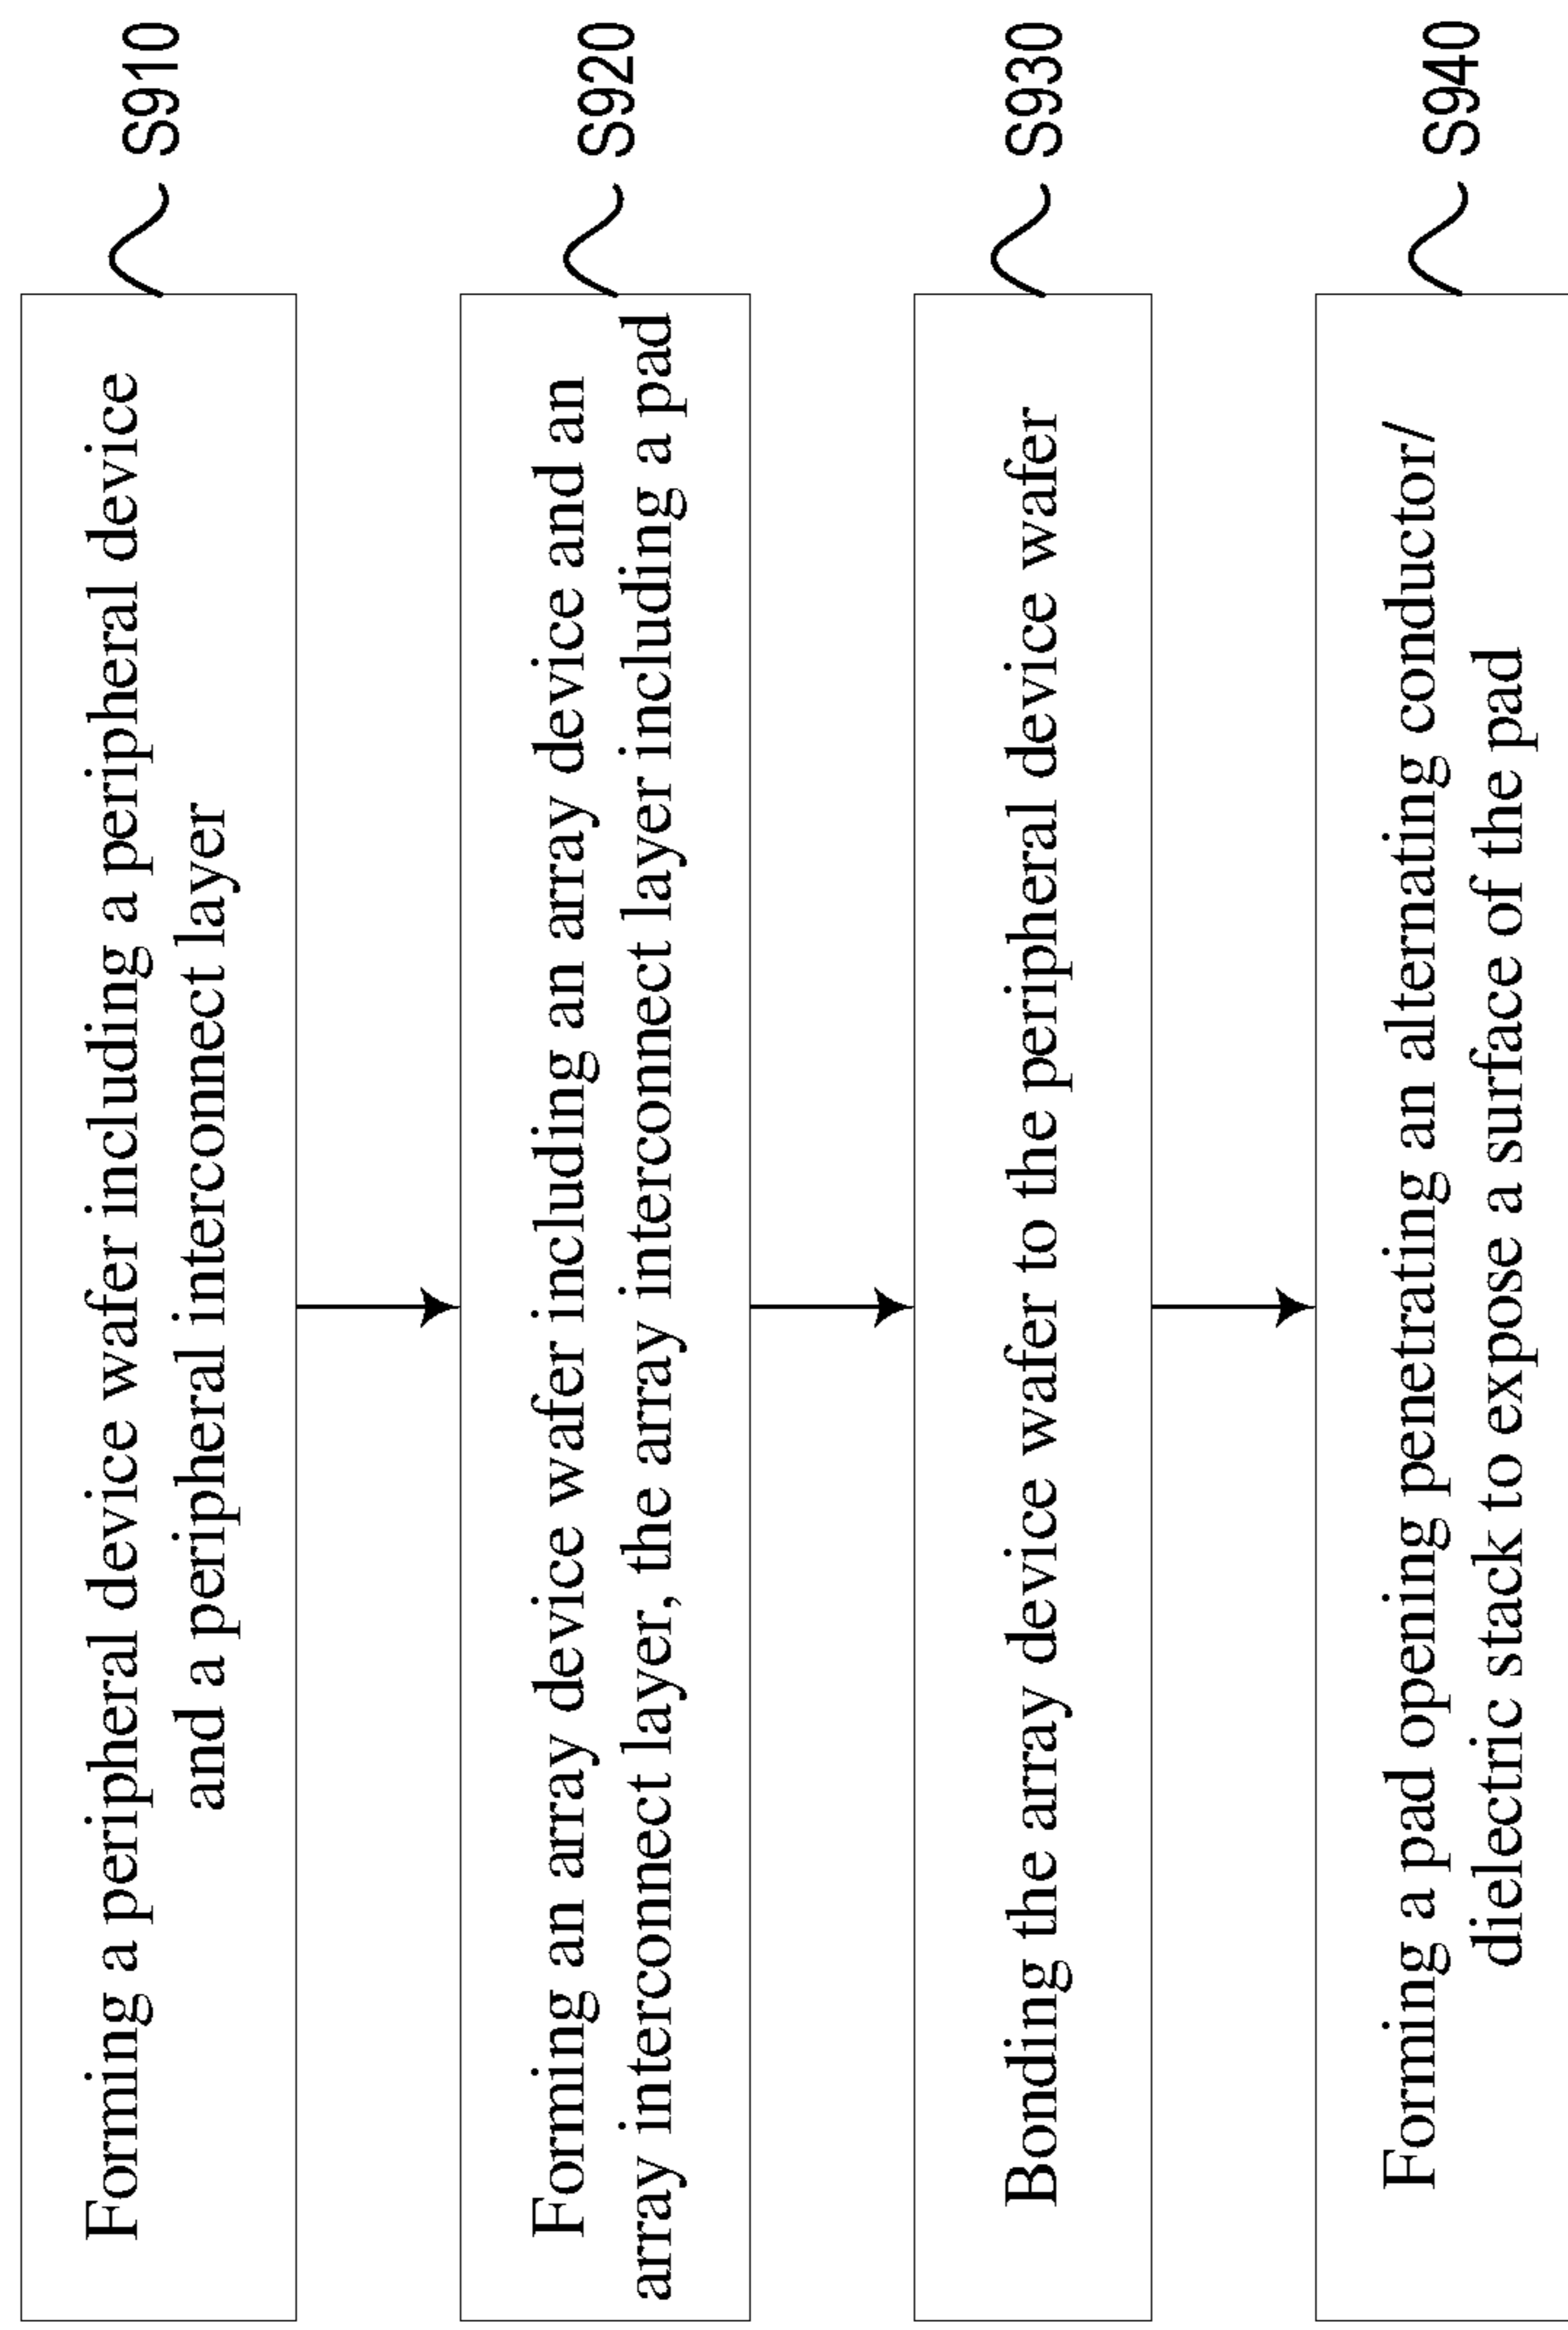 Forming a peripheral device wafer including a peripheral device
and a peripheral interconnect layer
S910
Forming an array device wafer including an array device and an
array interconnect layer, the array interconnect layer including a pad
S920
Bonding the array device wafer to the peripheral device wafer
S930
Forming a pad opening penetrating an alternating conductor/
dielectric stack to expose a surface of the pad
S940